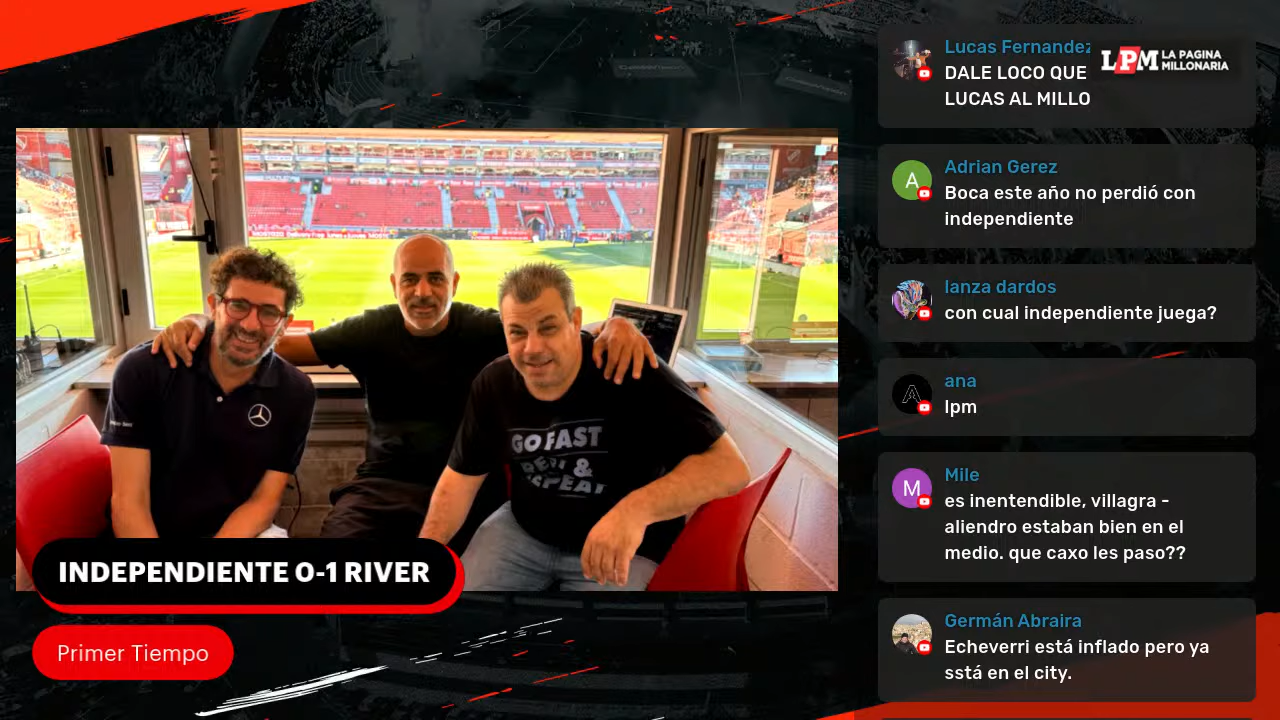 Lucas Fernandez
DALE LOCO QUE
LUCAS AL MILLO
LPM LA PAGINA
MILLONARIA
A
Adrian Gerez
Boca este año no perdió con
independiente
lanza dardos
con cual independiente juega?
ana
lpm
M
Mile
es inentendible, villagra -
aliendro estaban bien en el
medio. que caxo les paso??
Germán Abraira
Echeverri está inflado pero ya
sstá en el city.
GO FAST
& 
REPEAT
INDEPENDIENTE 0-1 RIVER
Primer Tiempo